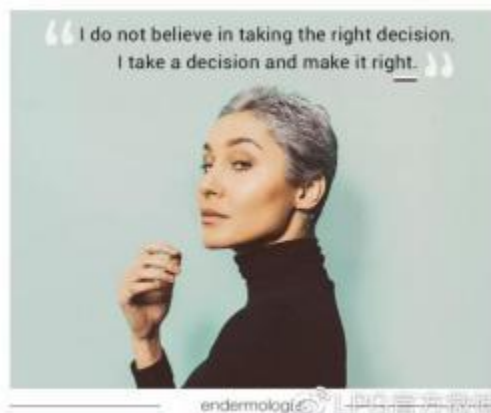 I do not believe in taking the right decision.
I take a decision and make it right.
endermologie